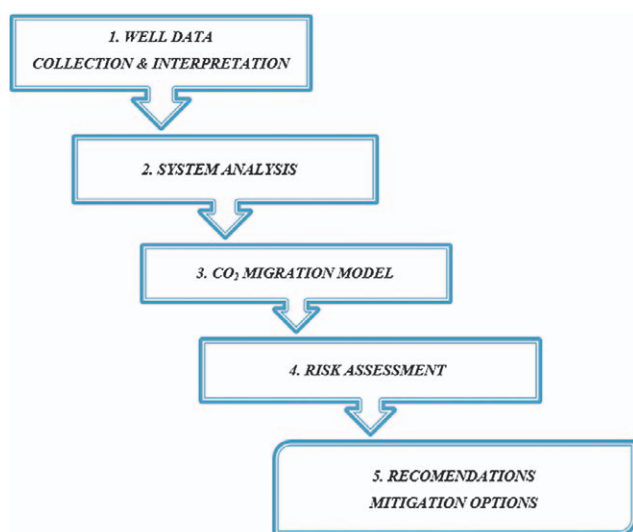 1. WELL DATA
COLLECTION & INTERPRETATION
2. SYSTEM ANALYSIS
3. CO₂ MIGRATION MODEL
4. RISK ASSESSMENT
5. RECOMENDATIONS
MITIGATION OPTIONS